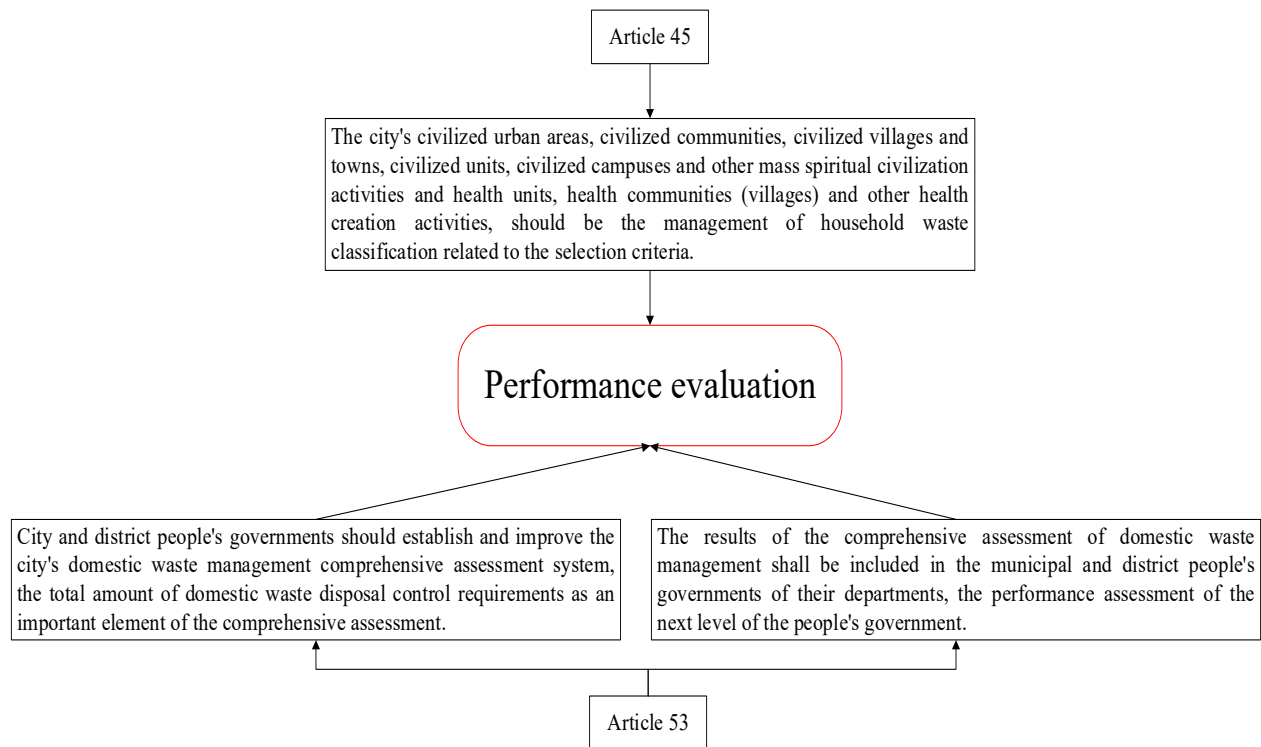 Article 45
The city's civilized urban areas, civilized communities, civilized villages and
towns, civilized units, civilized campuses and other mass spiritual civilization
activities and health units, health communities (villages) and other health
creation activities, should be the management of household waste
classification related to the selection criteria.
Performance evaluation
City and district people's governments should establish and improve the
city's domestic waste management comprehensive assessment system,
the total amount of domestic waste disposal control requirements as an
important element of the comprehensive assessment.
The results of the comprehensive assessment of domestic waste
management shall be included in the municipal and district people's
governments of their departments, the performance assessment of the
next level of the people's government.
Article 53